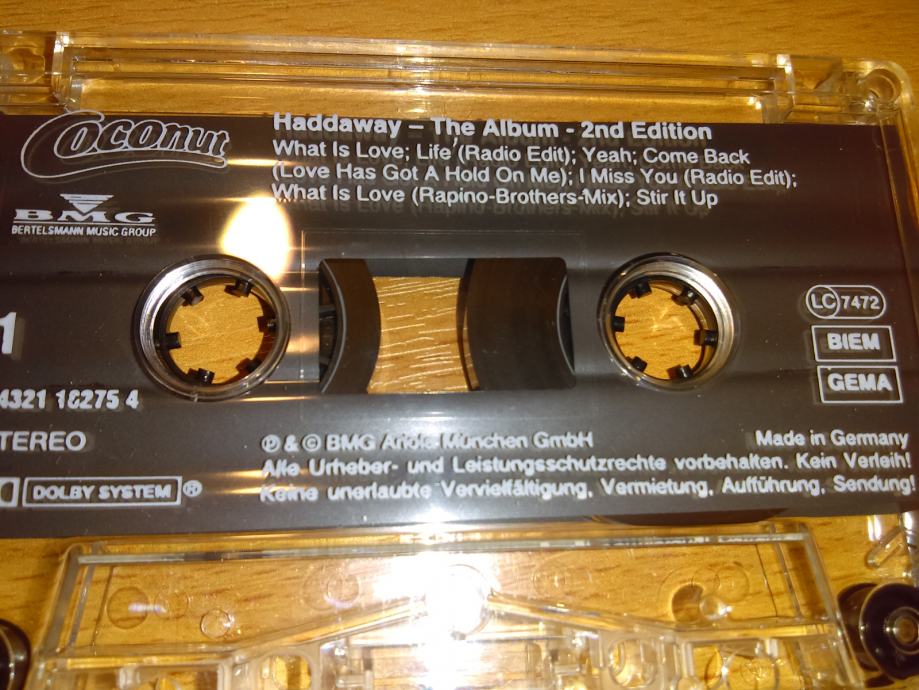 Coconut
Haddaway – The Album - 2nd Edition
What Is Love; Life (Radio Edit); Yeah; Come Back
(Love Has Got A Hold On Me); I Miss You (Radio Edit);
What Is Love (Rapino-Brothers-Mix); Stir It Up
BMG
BERTELSMANN MUSIC GROUP
LC 7472
1
BIEM
GEMA
4321 16275 4
TEREO
℗ & © BMG Ariola München GmbH
Made in Germany
Alle Urheber- und Leistungsschutzrechte vorbehalten. Kein Verleih!
DOLBY SYSTEM®
Keine unerlaubte Vervielfältigung, Vermietung, Aufführung, Sendung!